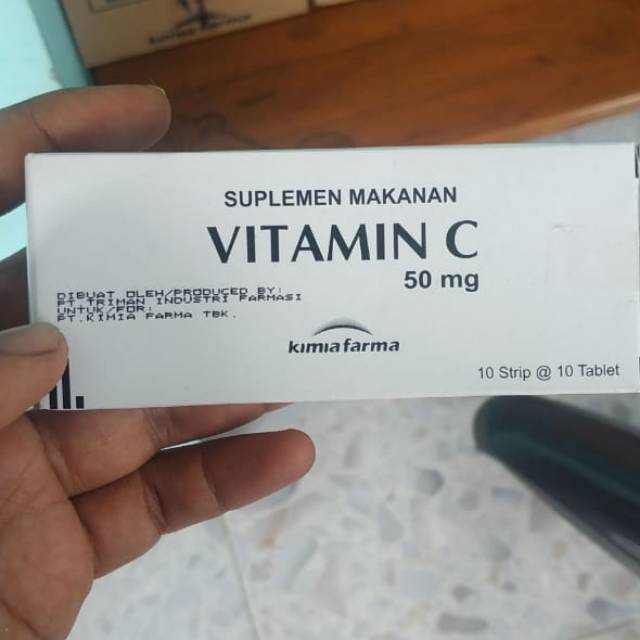 SUPLEMEN MAKANAN
VITAMIN C
50 mg
DIBUAT OLEH/PRODUCED BY:
PT.TRIMAN INDUSTRI FARMASI
UNTUK/FOR:
PT.KIMIA FARMA TBK.
kimia farma
10 Strip @ 10 Tablet